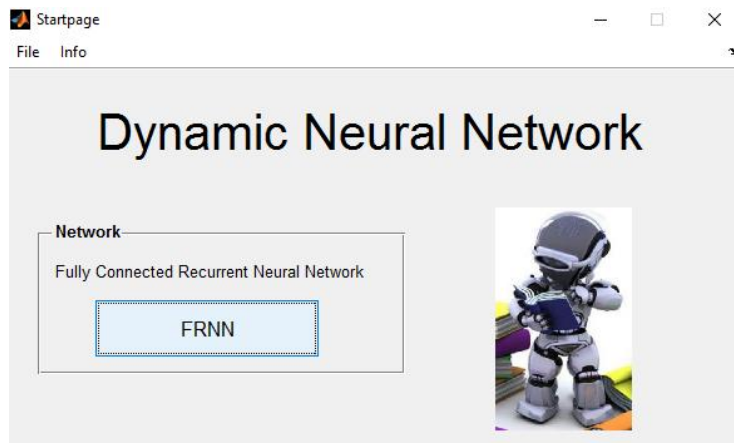 Startpage
File Info
Dynamic Neural Network
Network
Fully Connected Recurrent Neural Network
FRNN